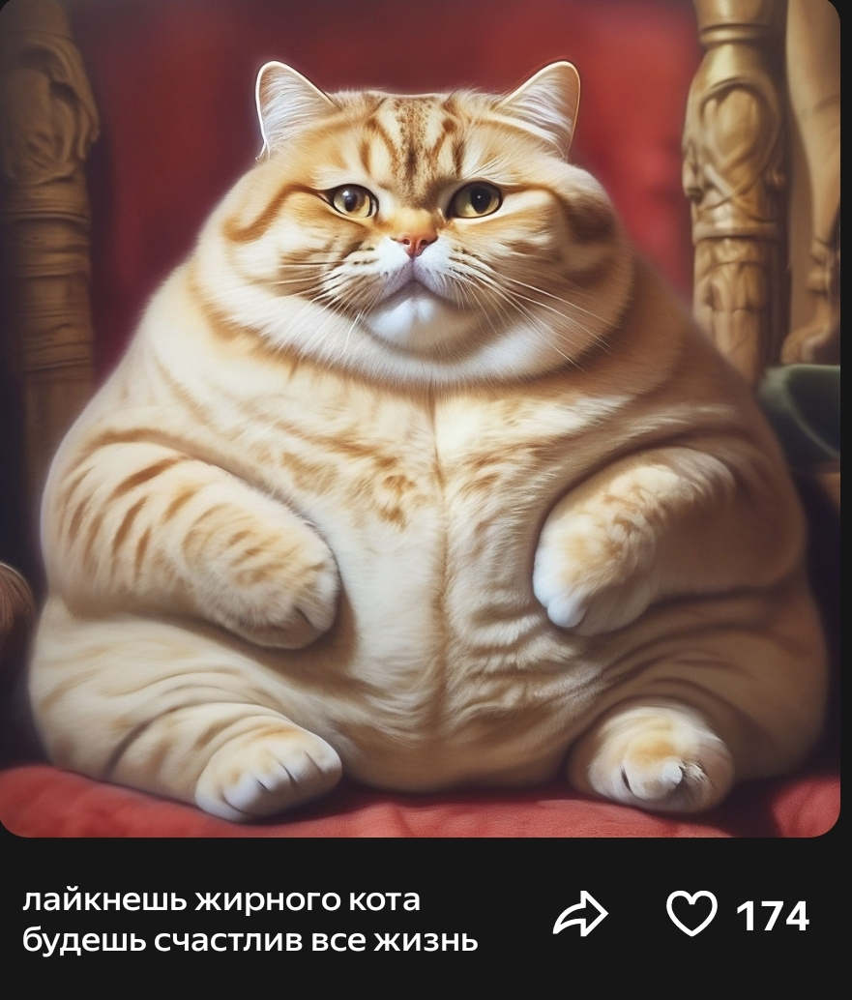 лайкнешь жирного кота
будешь счастлив все жизнь
174